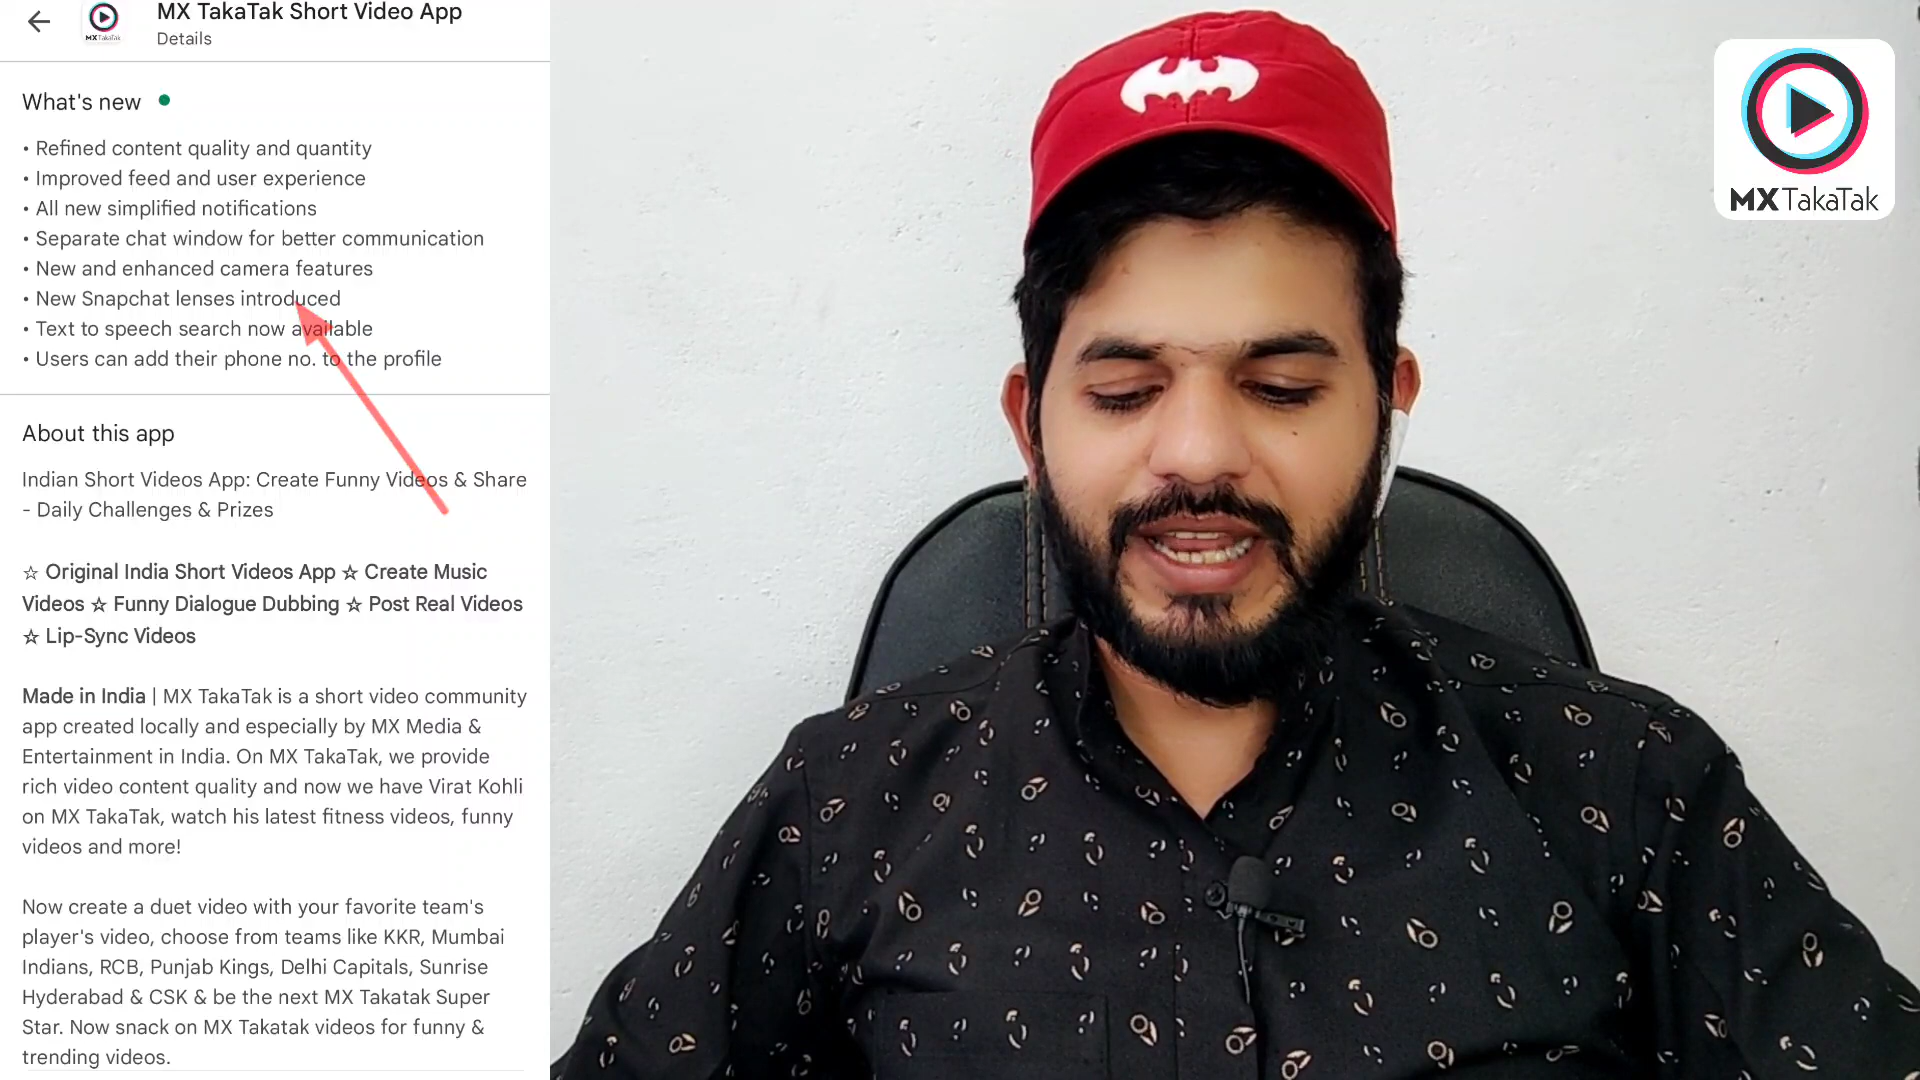 MX TakaTak Short Video App
MXTakaTak
Details
What's new
• Refined content quality and quantity
• Improved feed and user experience
• All new simplified notifications
• Separate chat window for better communication
• New and enhanced camera features
• New Snapchat lenses introduced
• Text to speech search now available
• Users can add their phone no. to the profile
About this app
Indian Short Videos App: Create Funny Videos & Share
- Daily Challenges & Prizes
☆ Original India Short Videos App ☆ Create Music
Videos ☆ Funny Dialogue Dubbing ☆ Post Real Videos
☆ Lip-Sync Videos
Made in India | MX TakaTak is a short video community
app created locally and especially by MX Media &
Entertainment in India. On MX TakaTak, we provide
rich video content quality and now we have Virat Kohli
on MX TakaTak, watch his latest fitness videos, funny
videos and more!
Now create a duet video with your favorite team's
player's video, choose from teams like KKR, Mumbai
Indians, RCB, Punjab Kings, Delhi Capitals, Sunrise
Hyderabad & CSK & be the next MX Takatak Super
Star. Now snack on MX Takatak videos for funny &
trending videos.
MXTakaTak